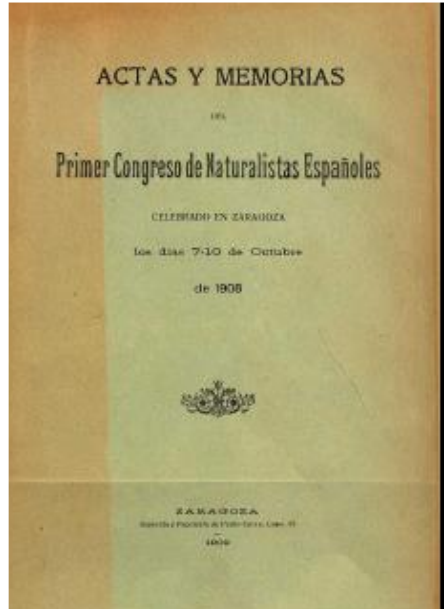 ACTAS Y MEMORIAS
DEL
Primer Congreso de Naturalistas Españoles
CELEBRADO EN ZARAGOZA
los días 7-10 de Octubre
de 1908
ZARAGOZA
1909